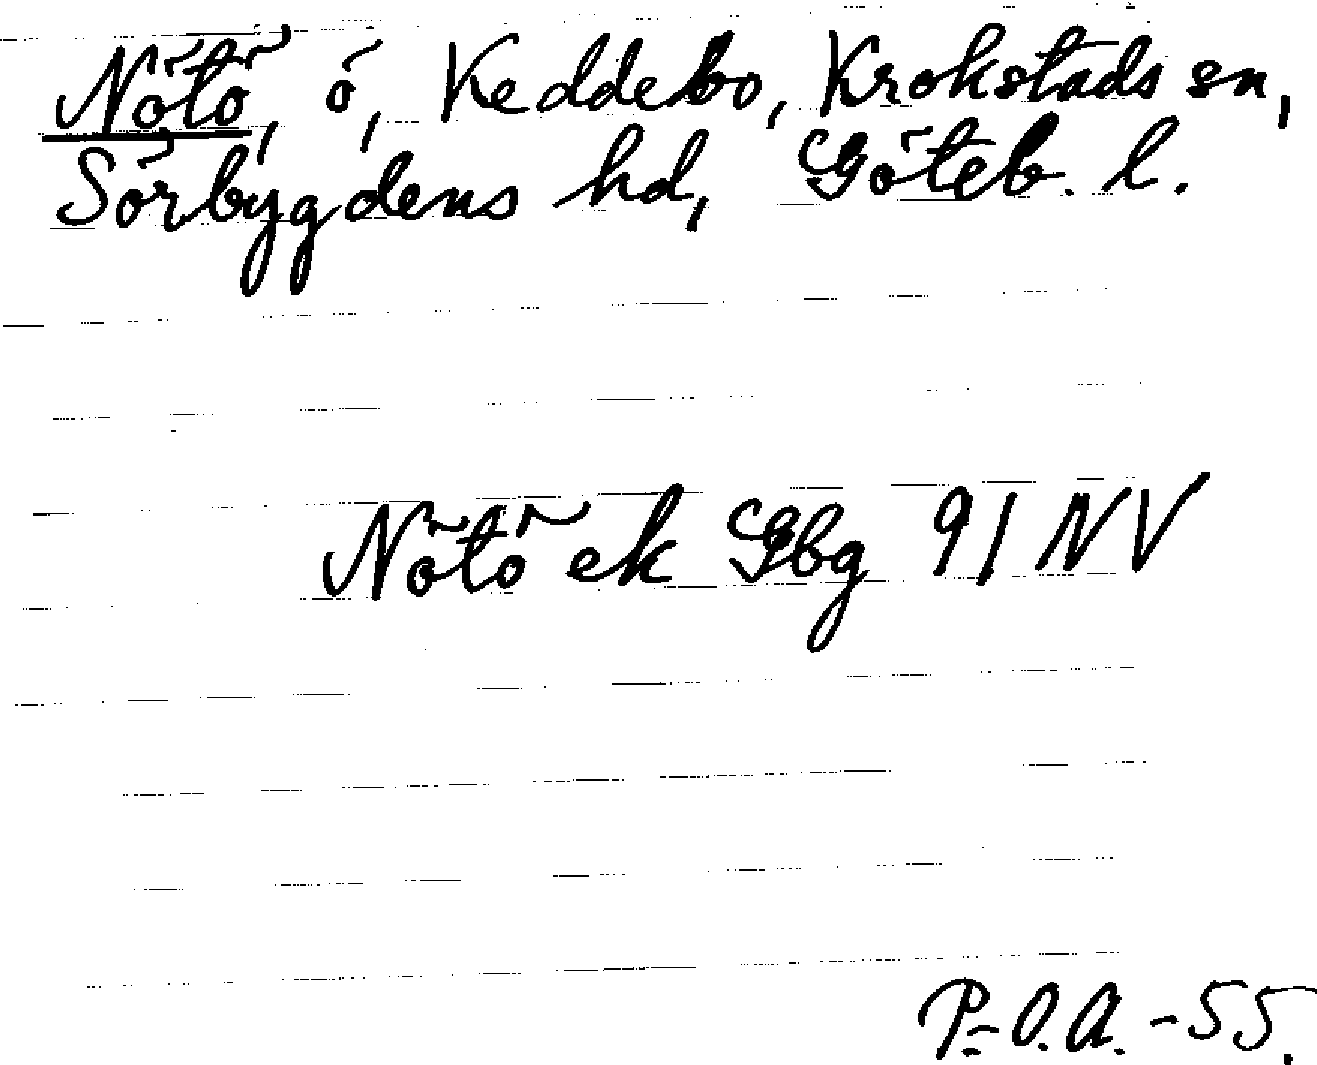 Nötö, ö, Keddebo, Krokstads sn,
Sörbygdens hd, Göteb. l.
Nötö ek Gbg 91 NV
P.O.A. -55.